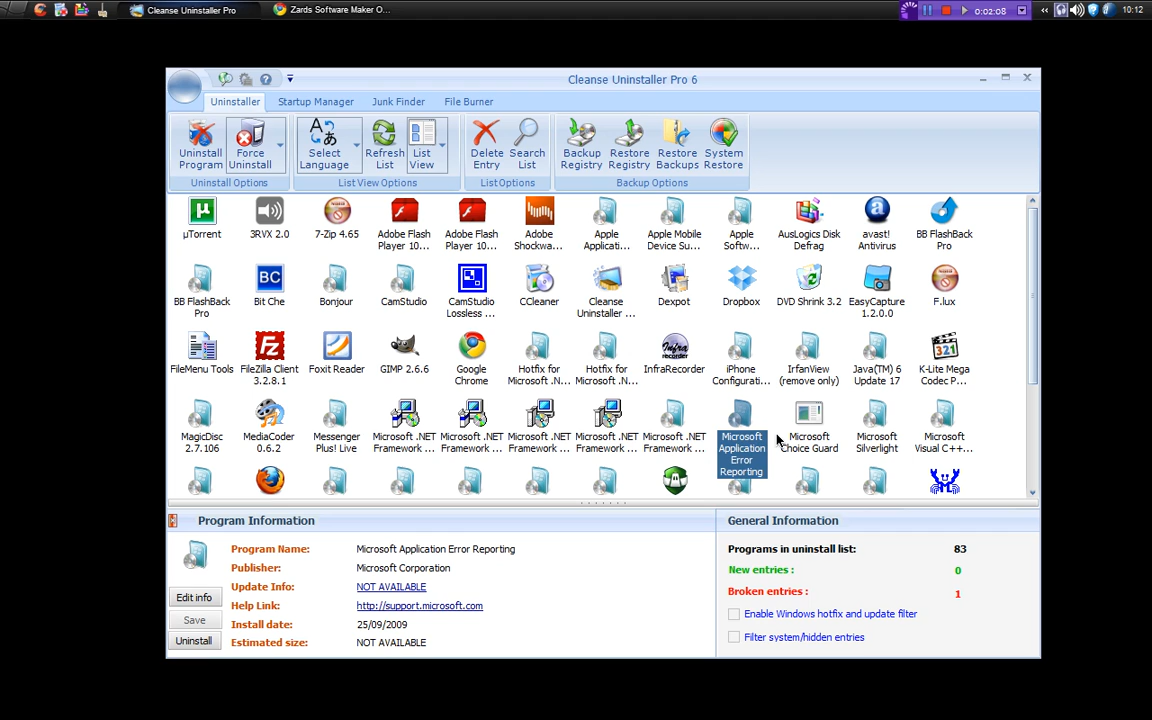 Cleanse Uninstaller Pro
Zards Software Maker O...
0:02:08
10:12
Cleanse Uninstaller Pro 6
Uninstaller
Startup Manager
Junk Finder
File Burner
Uninstall Program
Force Uninstall
Select Language
Refresh List
List View
Delete Entry
Search List
Backup Registry
Restore Registry
Restore Backups
System Restore
Uninstall Options
List View Options
List Options
Backup Options
µTorrent
3RVX 2.0
7-Zip 4.65
Adobe Flash Player 10...
Adobe Flash Player 10...
Adobe Shockwa...
Apple Applicati...
Apple Mobile Device Su...
Apple Softw...
AusLogics Disk Defrag
avast! Antivirus
BB FlashBack Pro
BB FlashBack Pro
Bit Che
Bonjour
CamStudio
CamStudio Lossless ...
CCleaner
Cleanse Uninstaller ...
Dexpot
Dropbox
DVD Shrink 3.2
EasyCapture 1.2.0.0
F.lux
FileMenu Tools
FileZilla Client 3.2.8.1
Foxit Reader
GIMP 2.6.6
Google Chrome
Hotfix for Microsoft .N...
Hotfix for Microsoft .N...
InfraRecorder
iPhone Configurati...
IrfanView (remove only)
Java(TM) 6 Update 17
K-Lite Mega Codec P...
MagicDisc 2.7.106
MediaCoder 0.6.2
Messenger Plus! Live
Microsoft .NET Framework ...
Microsoft .NET Framework ...
Microsoft .NET Framework ...
Microsoft .NET Framework ...
Microsoft .NET Framework ...
Microsoft Application Error Reporting
Microsoft Choice Guard
Microsoft Silverlight
Microsoft Visual C++...
Program Information
Program Name: Microsoft Application Error Reporting
Publisher: Microsoft Corporation
Update Info: NOT AVAILABLE
Help Link: http://support.microsoft.com
Install date: 25/09/2009
Estimated size: NOT AVAILABLE
Edit info
Save
Uninstall
General Information
Programs in uninstall list: 83
New entries : 0
Broken entries : 1
Enable Windows hotfix and update filter
Filter system/hidden entries